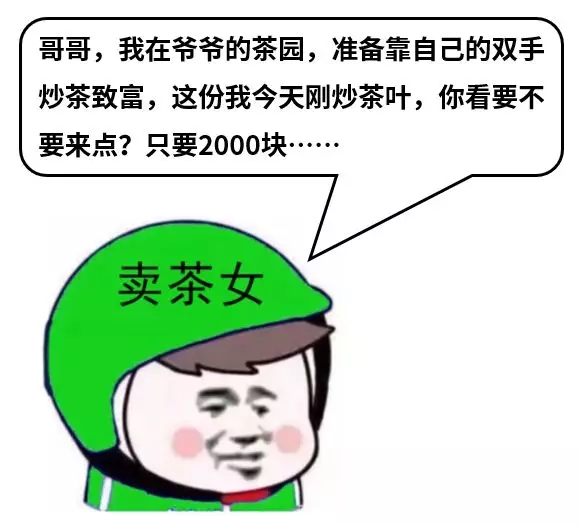 哥哥，我在爷爷的茶园，准备靠自己的双手
炒茶致富，这份我今天刚炒茶叶，你看要不
要来点？只要2000块……
卖茶女